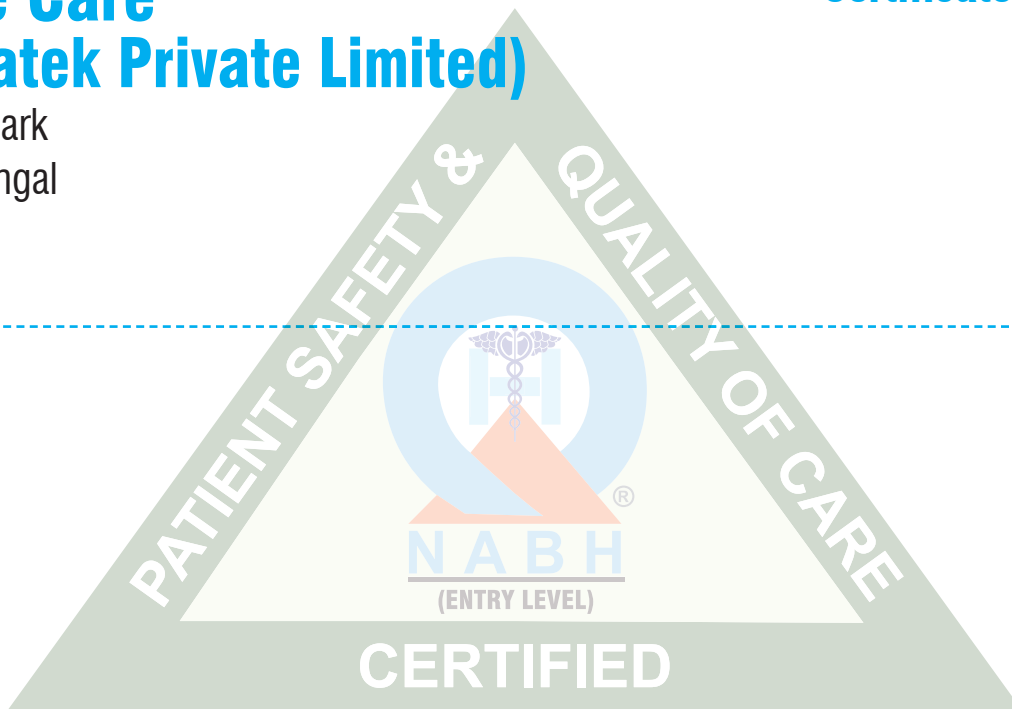 e Care
atek Private Limited)
ark
ngal
PATIENT SAFETY &
QUALITY OF CARE
®
NABH
(ENTRY LEVEL)
CERTIFIED